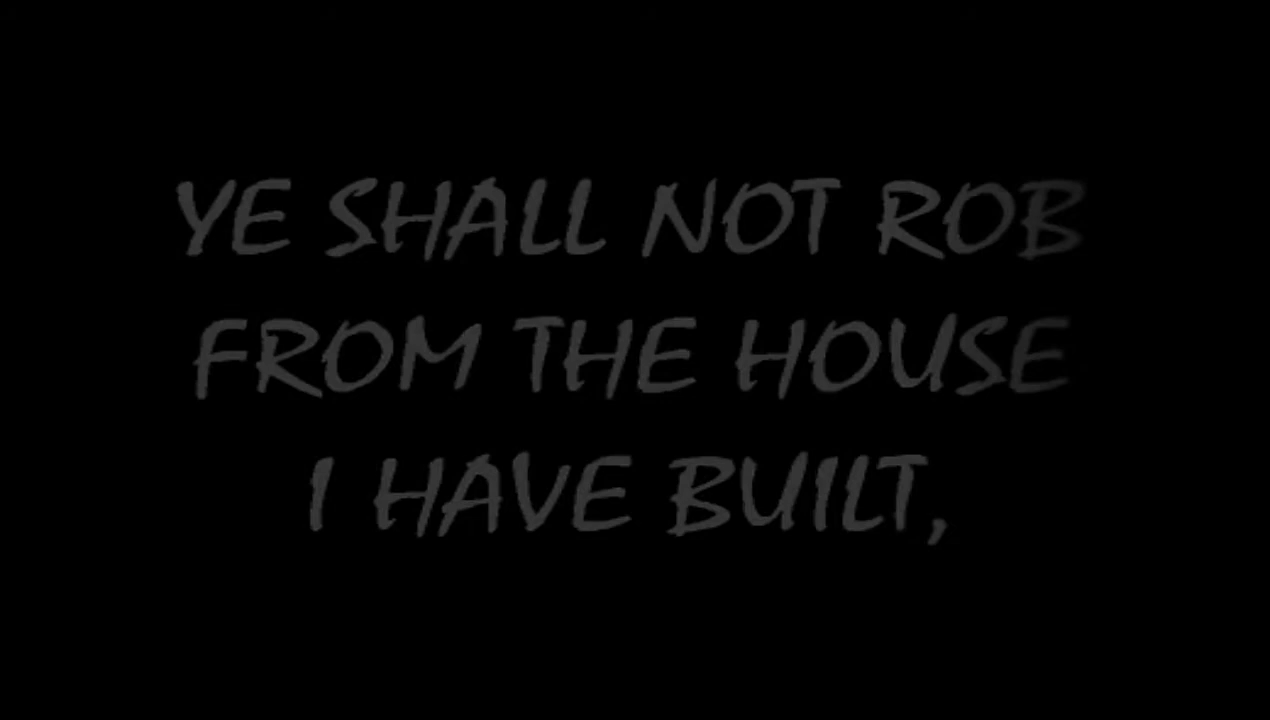 YE SHALL NOT ROB
FROM THE HOUSE
I HAVE BUILT,